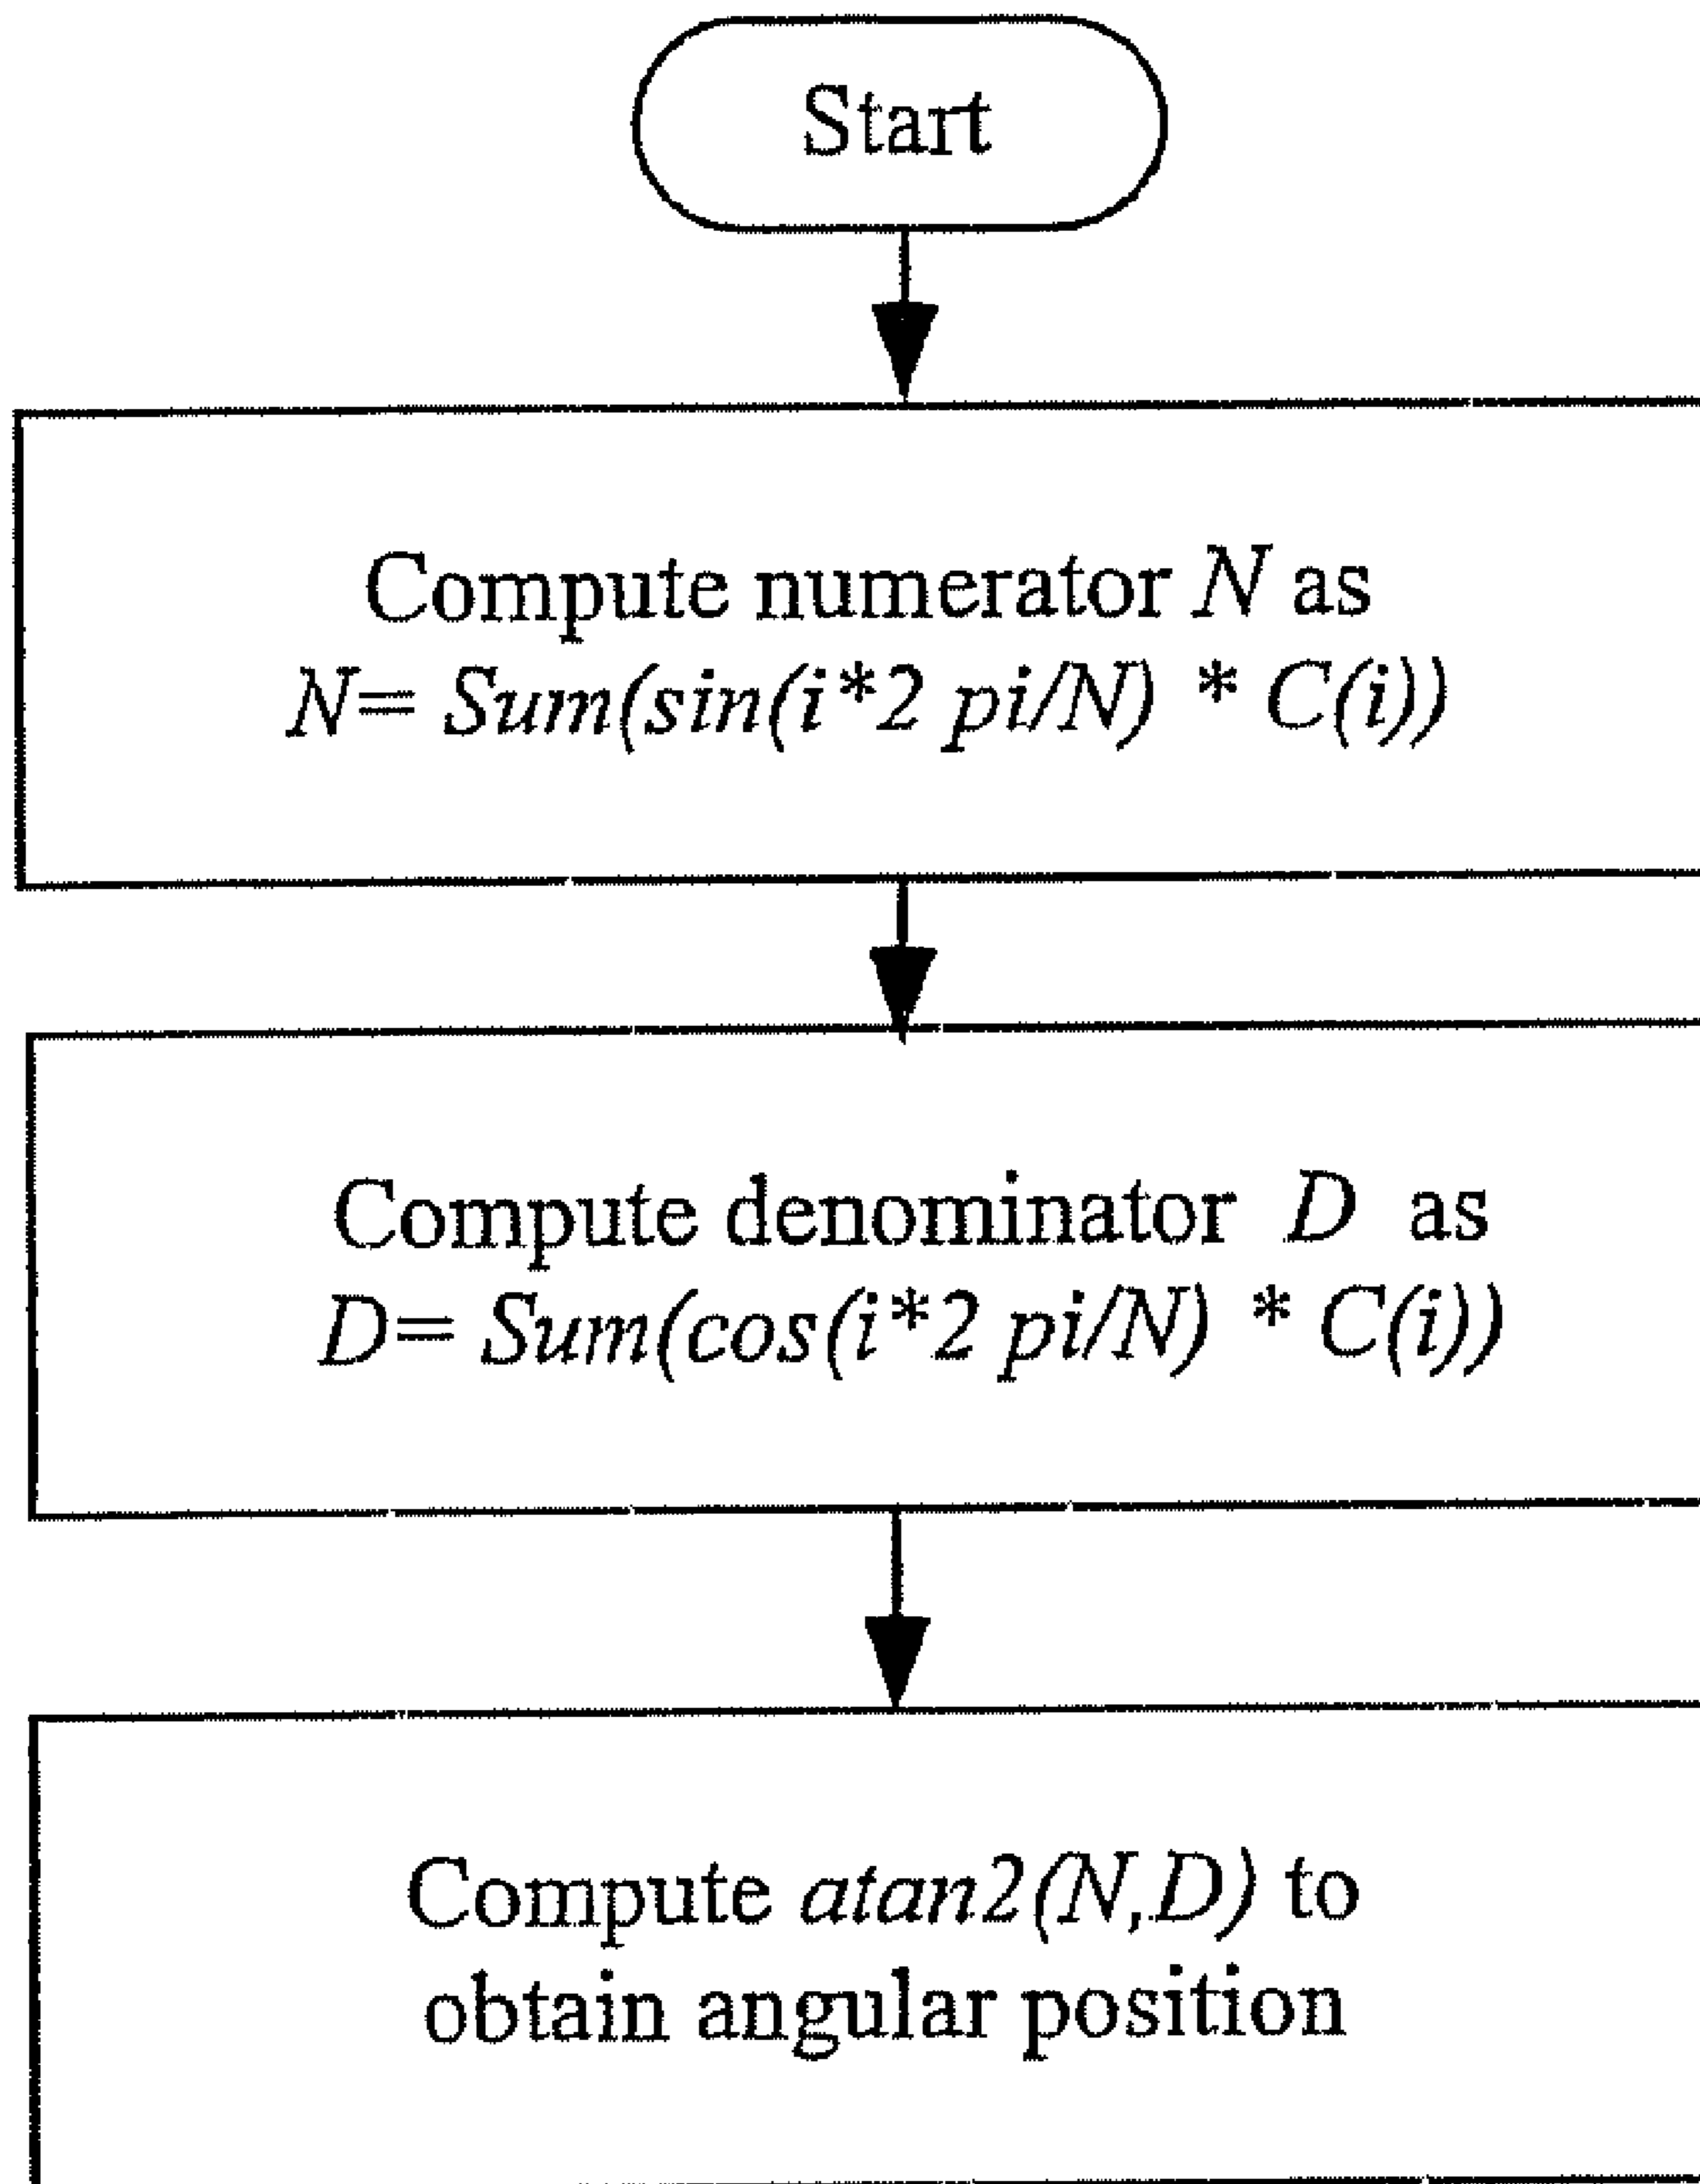 Start
Compute numerator N as
N= Sum(sin(i*2 pi/N) * C(i))
Compute denominator D as
D= Sum(cos(i*2 pi/N) * C(i))
Compute atan2(N,D) to
obtain angular position